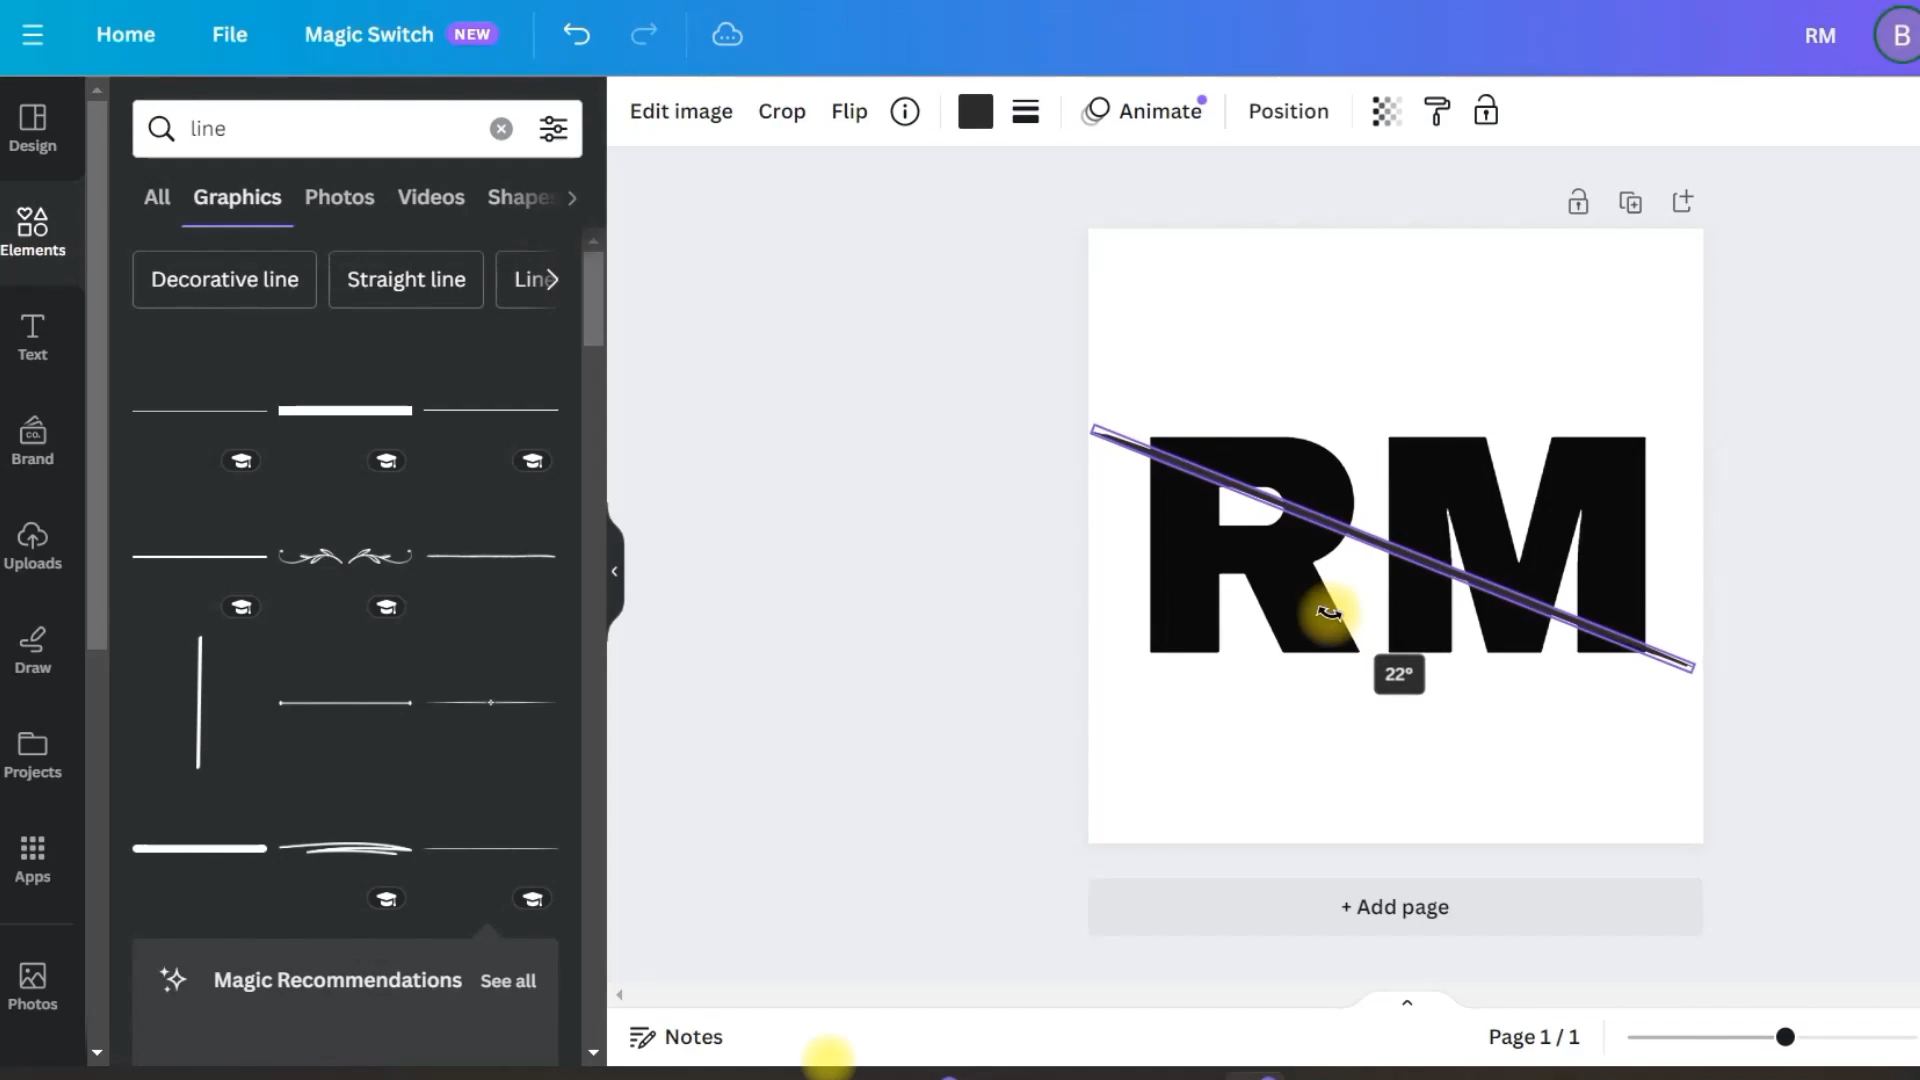 Home File Magic Switch NEW RM B
Design
Elements
Text
Brand
CO.
Uploads
Draw
Projects
Apps
Photos
line
All Graphics Photos Videos Shapes
Decorative line Straight line Line
Magic Recommendations See all
Edit image Crop Flip Animate Position
RM
22°
+ Add page
Notes Page 1 / 1